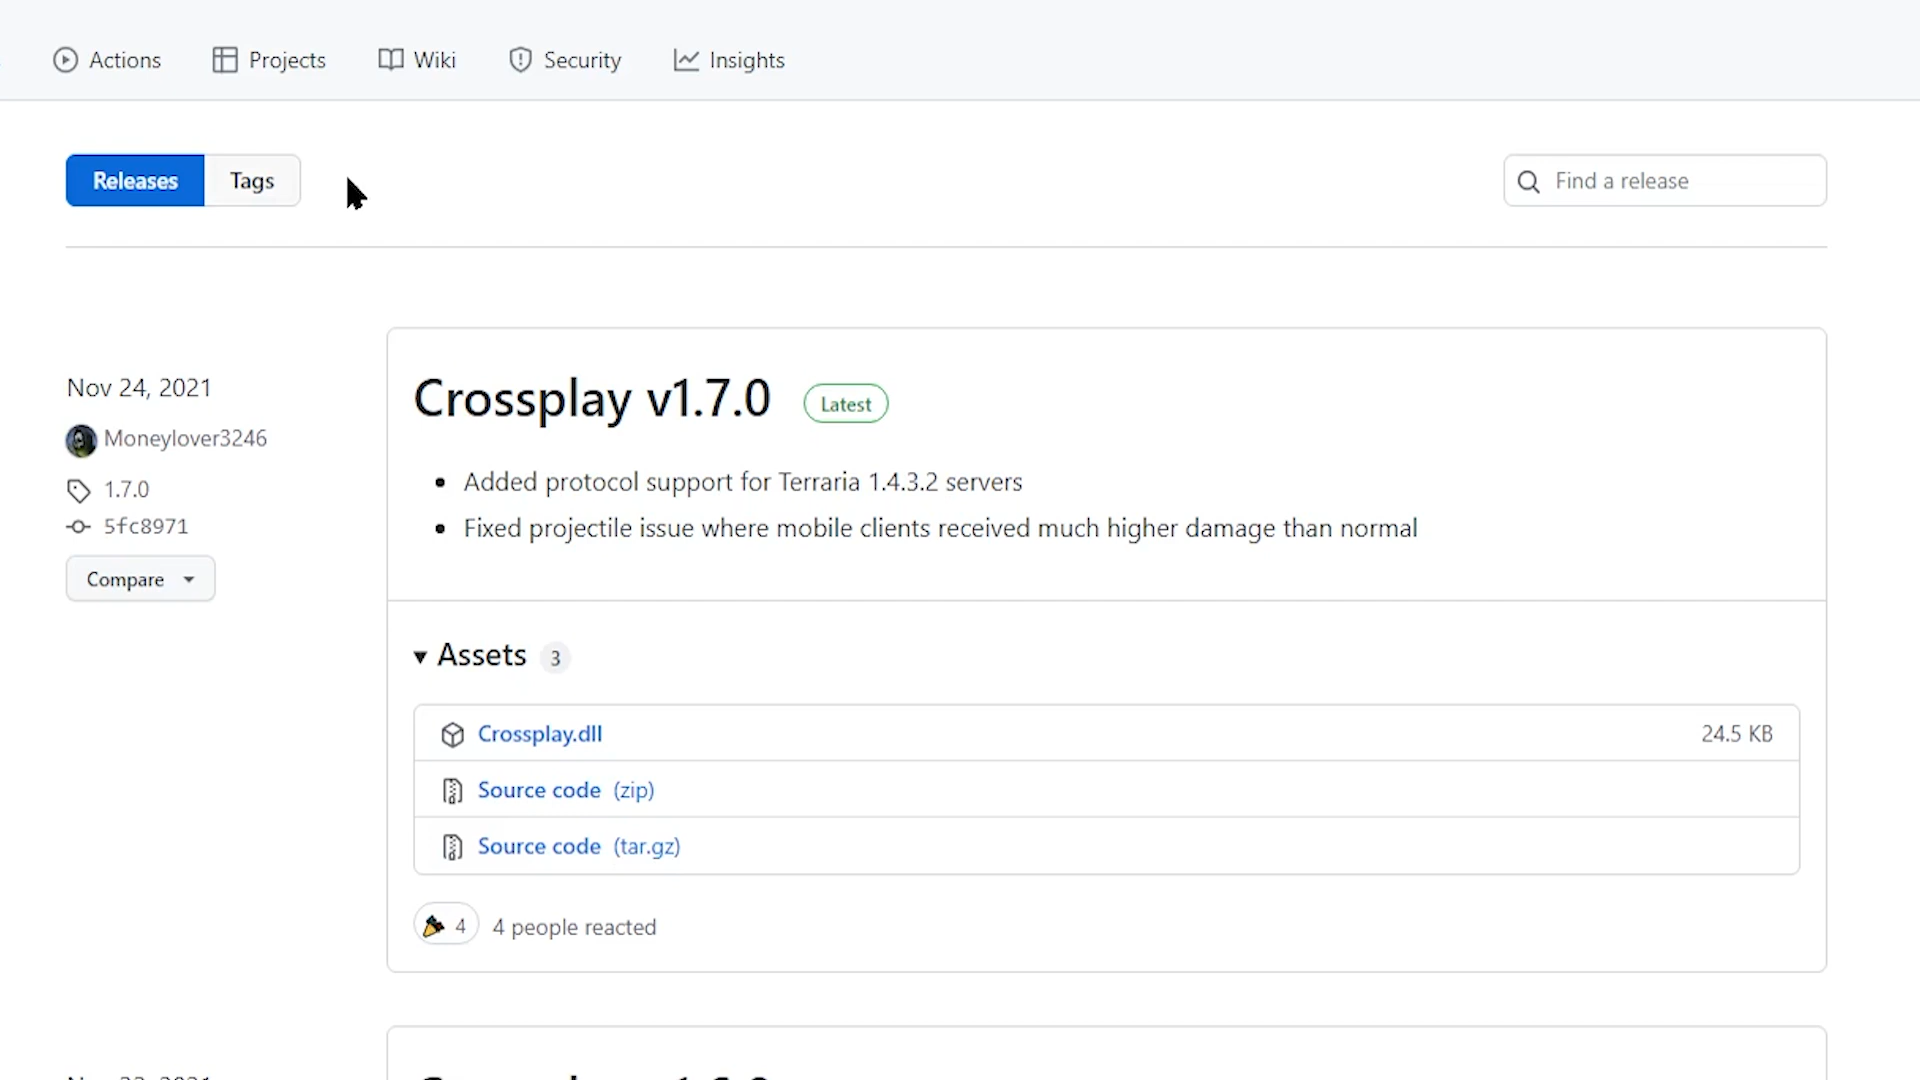 Actions Projects Wiki Security Insights
Releases Tags Find a release
Nov 24, 2021
Moneylover3246
1.7.0
5fc8971
Compare
Crossplay v1.7.0 Latest
Added protocol support for Terraria 1.4.3.2 servers
Fixed projectile issue where mobile clients received much higher damage than normal
Assets 3
Crossplay.dll 24.5 KB
Source code (zip)
Source code (tar.gz)
4 4 people reacted